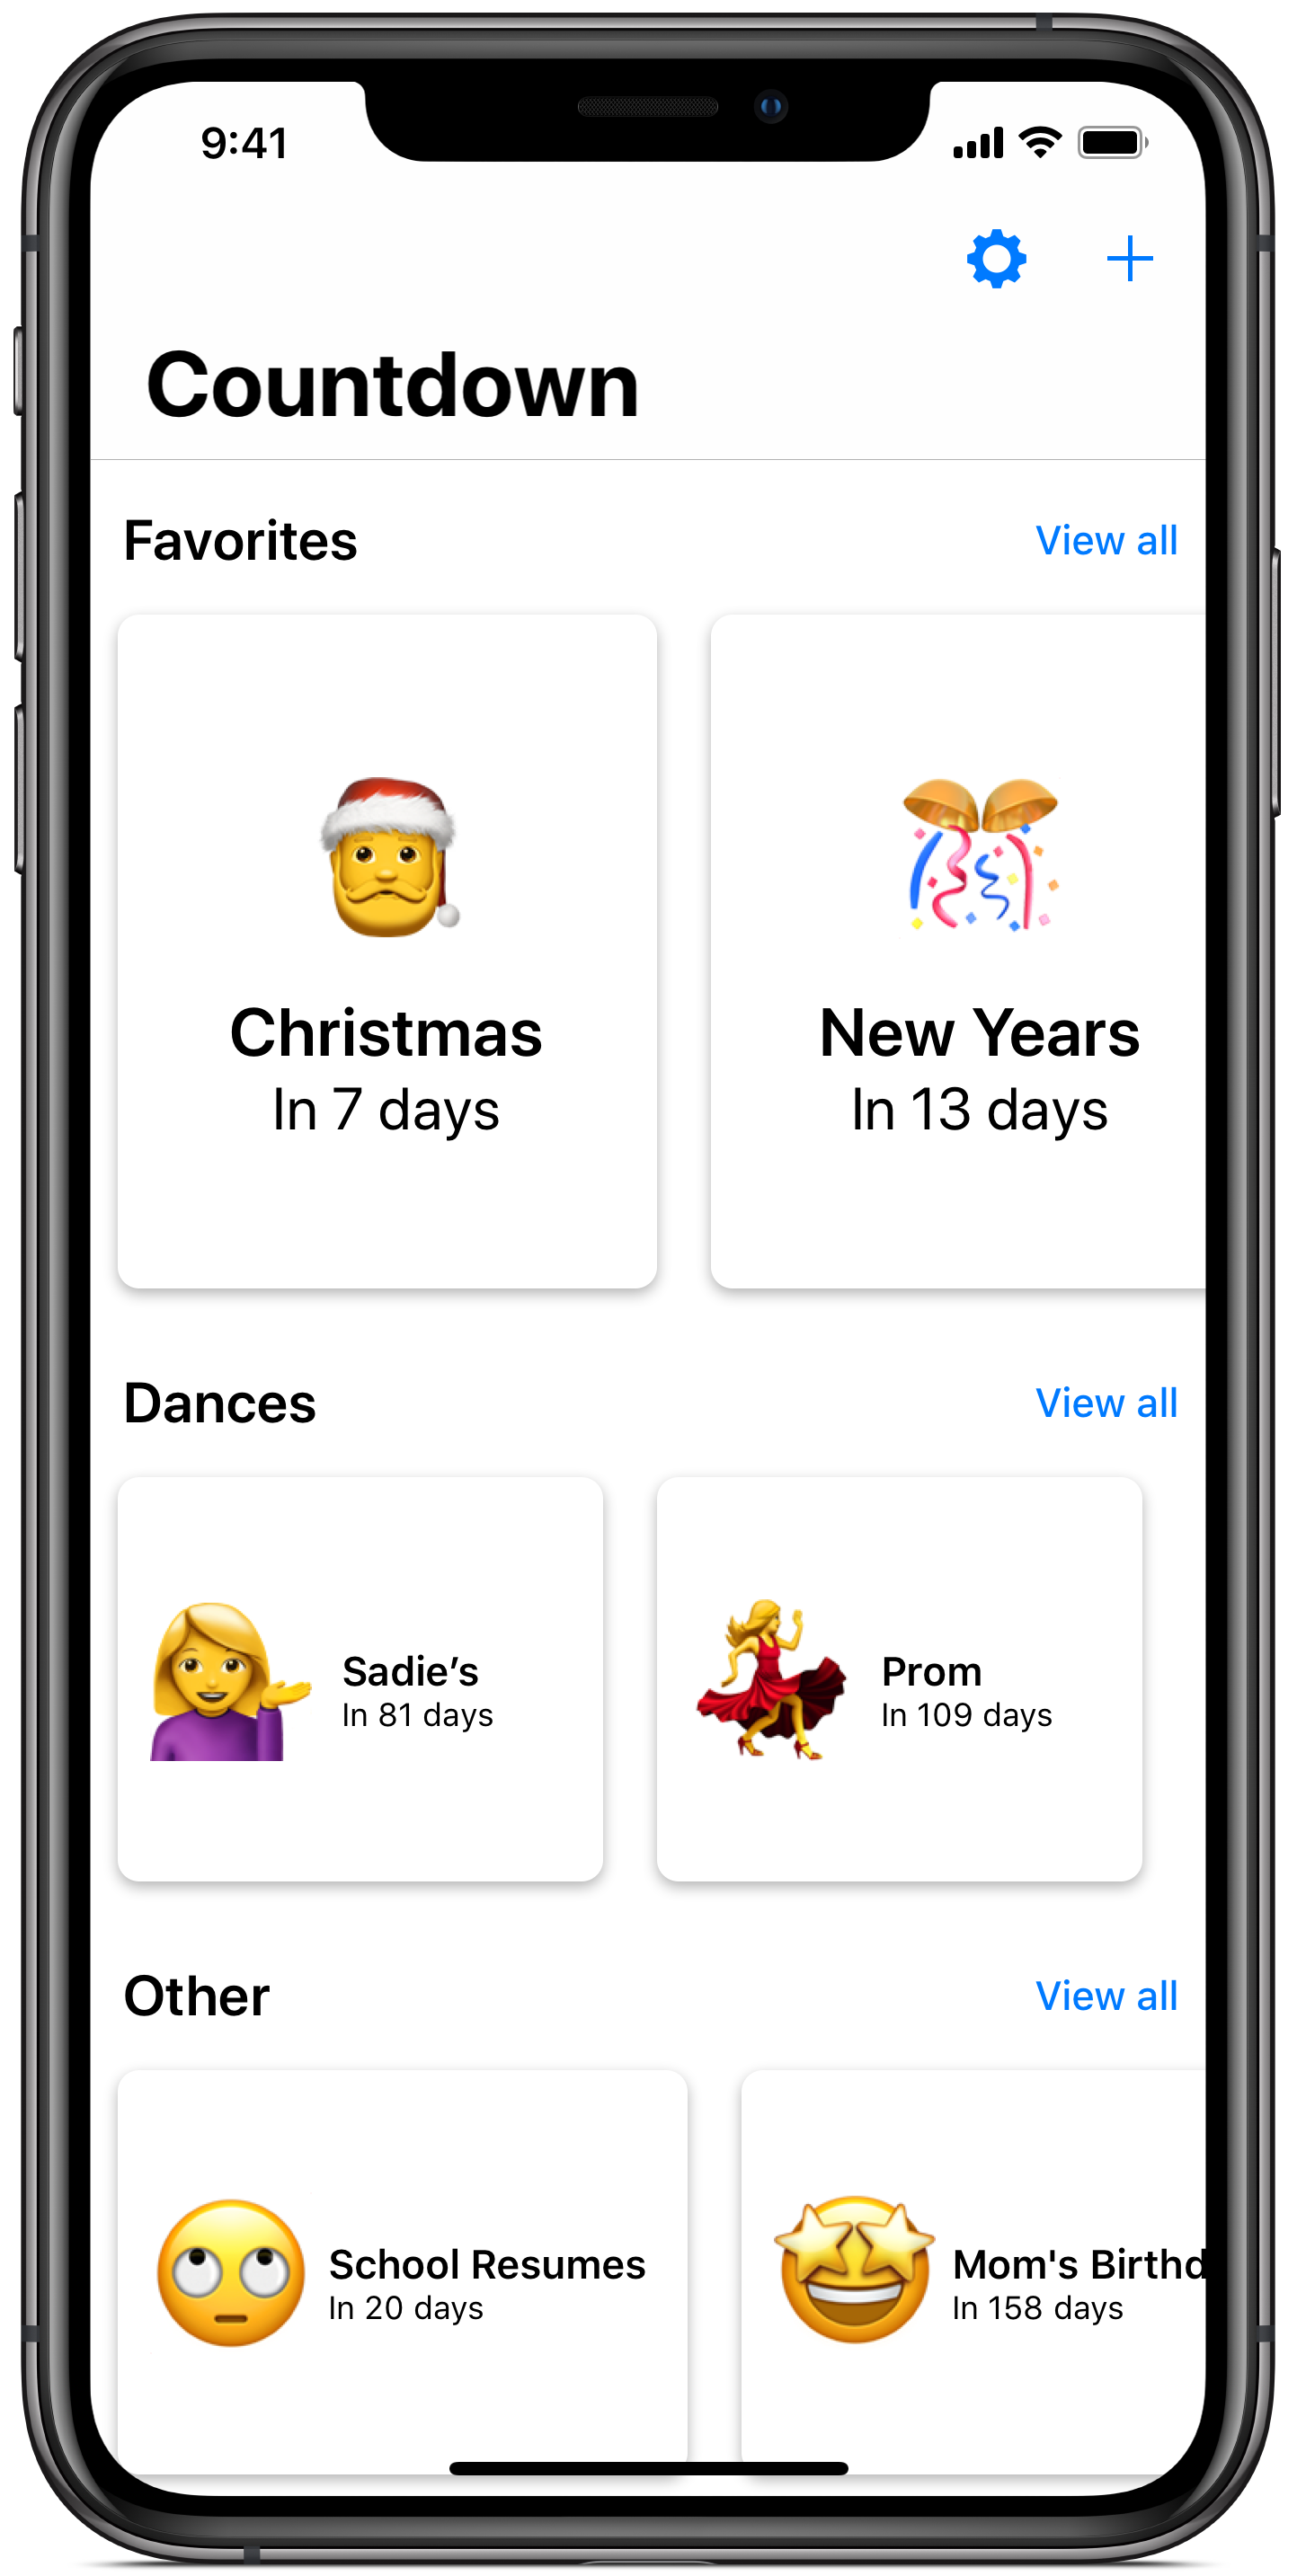 9:41
Countdown
Favorites
View all
Christmas
In 7 days
New Years
In 13 days
Dances
View all
Sadie’s
In 81 days
Prom
In 109 days
Other
View all
School Resumes
In 20 days
Mom's Birthd
In 158 days